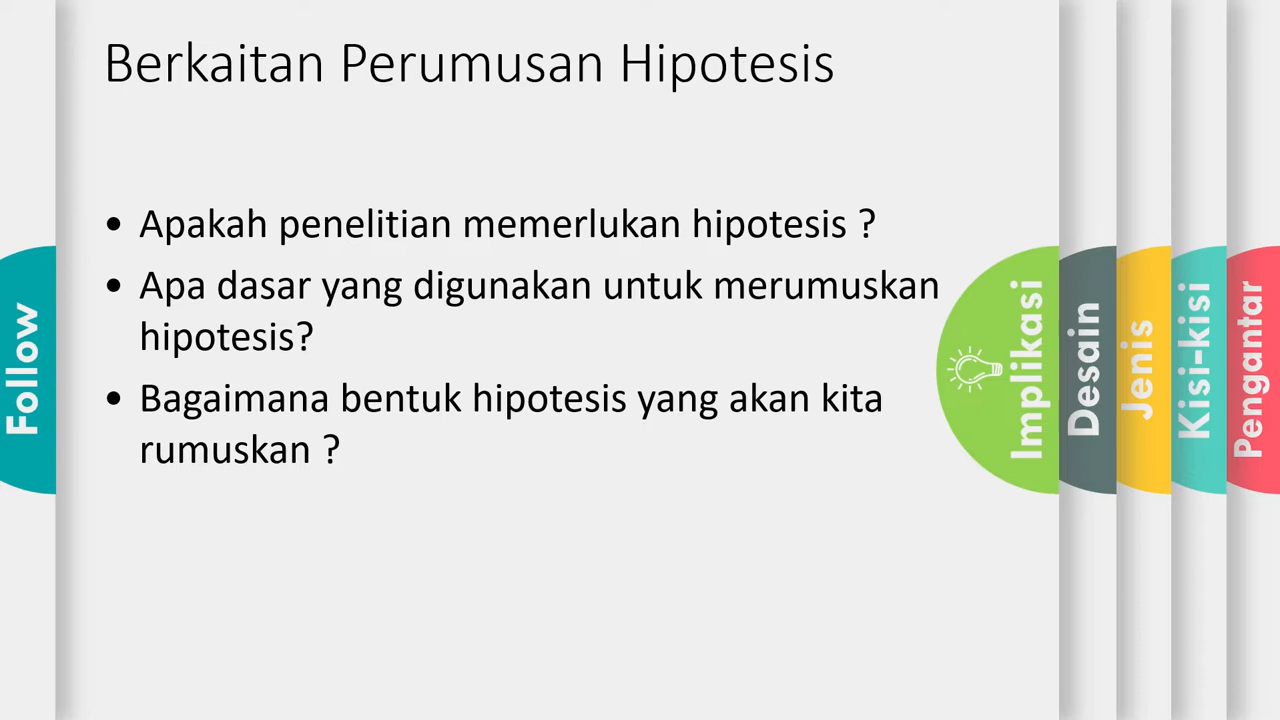 Berkaitan Perumusan Hipotesis
• Apakah penelitian memerlukan hipotesis ?
• Apa dasar yang digunakan untuk merumuskan
hipotesis?
• Bagaimana bentuk hipotesis yang akan kita
rumuskan ?
Follow
Implikasi
Desain
Jenis
Kisi-kisi
Pengantar